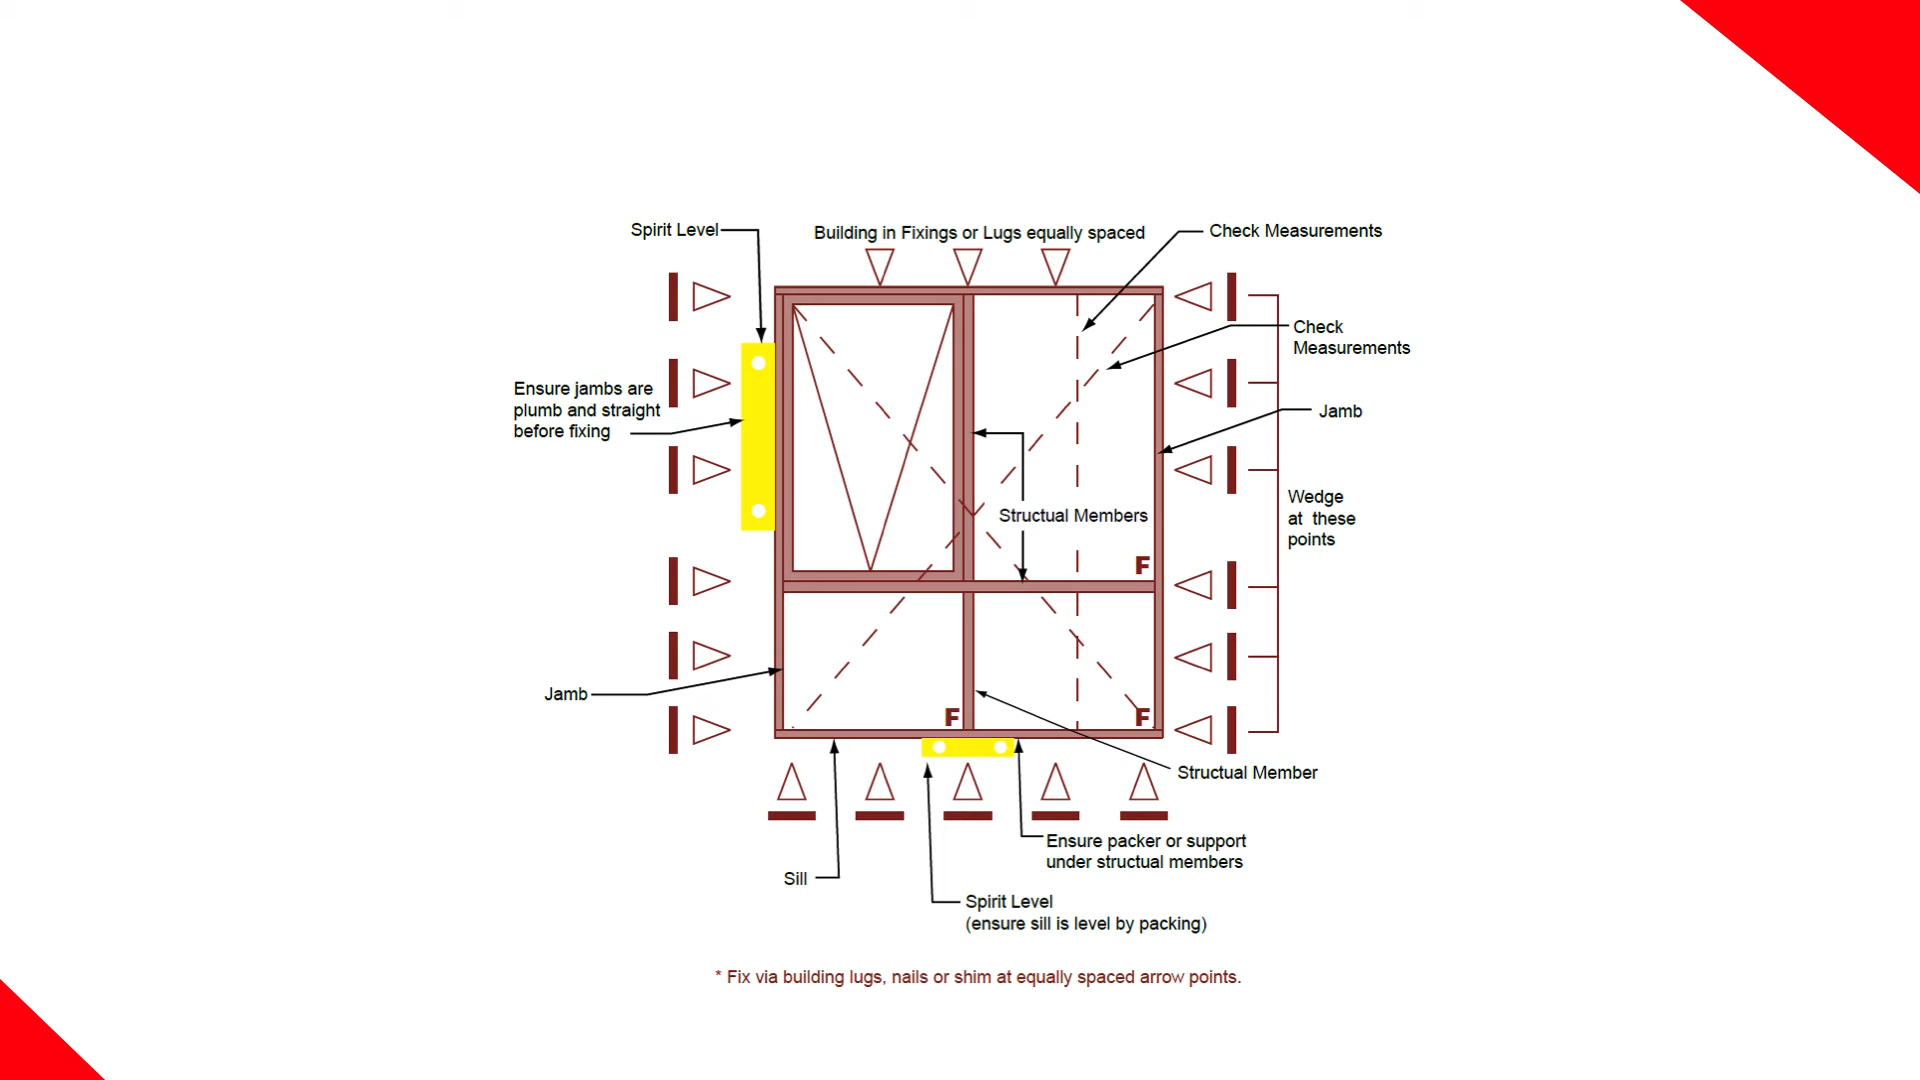 Spirit Level
Building in Fixings or Lugs equally spaced
Check Measurements
Check
Measurements
Ensure jambs are
plumb and straight
before fixing
Jamb
Wedge
at these
points
Structual Members
F
Jamb
F
F
Structual Member
Ensure packer or support
under structual members
Sill
Spirit Level
(ensure sill is level by packing)
* Fix via building lugs, nails or shim at equally spaced arrow points.